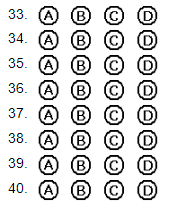 33. A B C D
34. A B C D
35. A B C D
36. A B C D
37. A B C D
38. A B C D
39. A B C D
40. A B C D